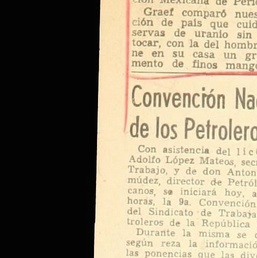 ción Mexicana de Perio
Graef comparó nues
ción de país que cuid
servas de uranio sin
tocar, con la del hombr
ne en su casa un gr
mento de finos mang
Convención Na
de los Petrolero
Con asistencia del lic
Adolfo López Mateos, sec
Trabajo, y de don Anton
múdez, director de Petról
canos, se iniciará hoy, a
horas, la 9a. Convención
del Sindicato de Trabaja
troleros de la República
Durante la misma se d
según reza la informació
las ponencias que las div